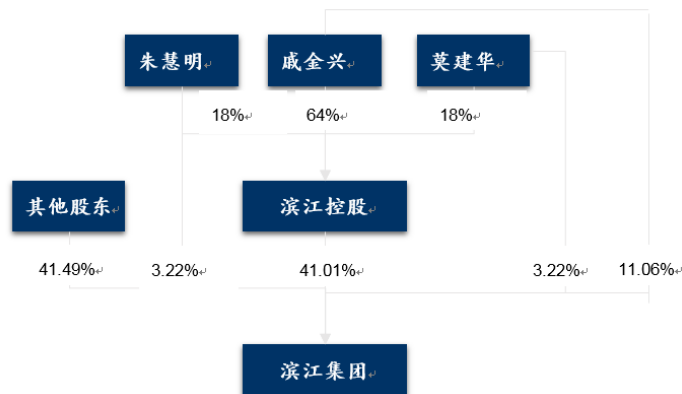 朱慧明
戚金兴
莫建华
18%
64%
18%
其他股东
滨江控股
41.49%
3.22%
41.01%
3.22%
11.06%
滨江集团